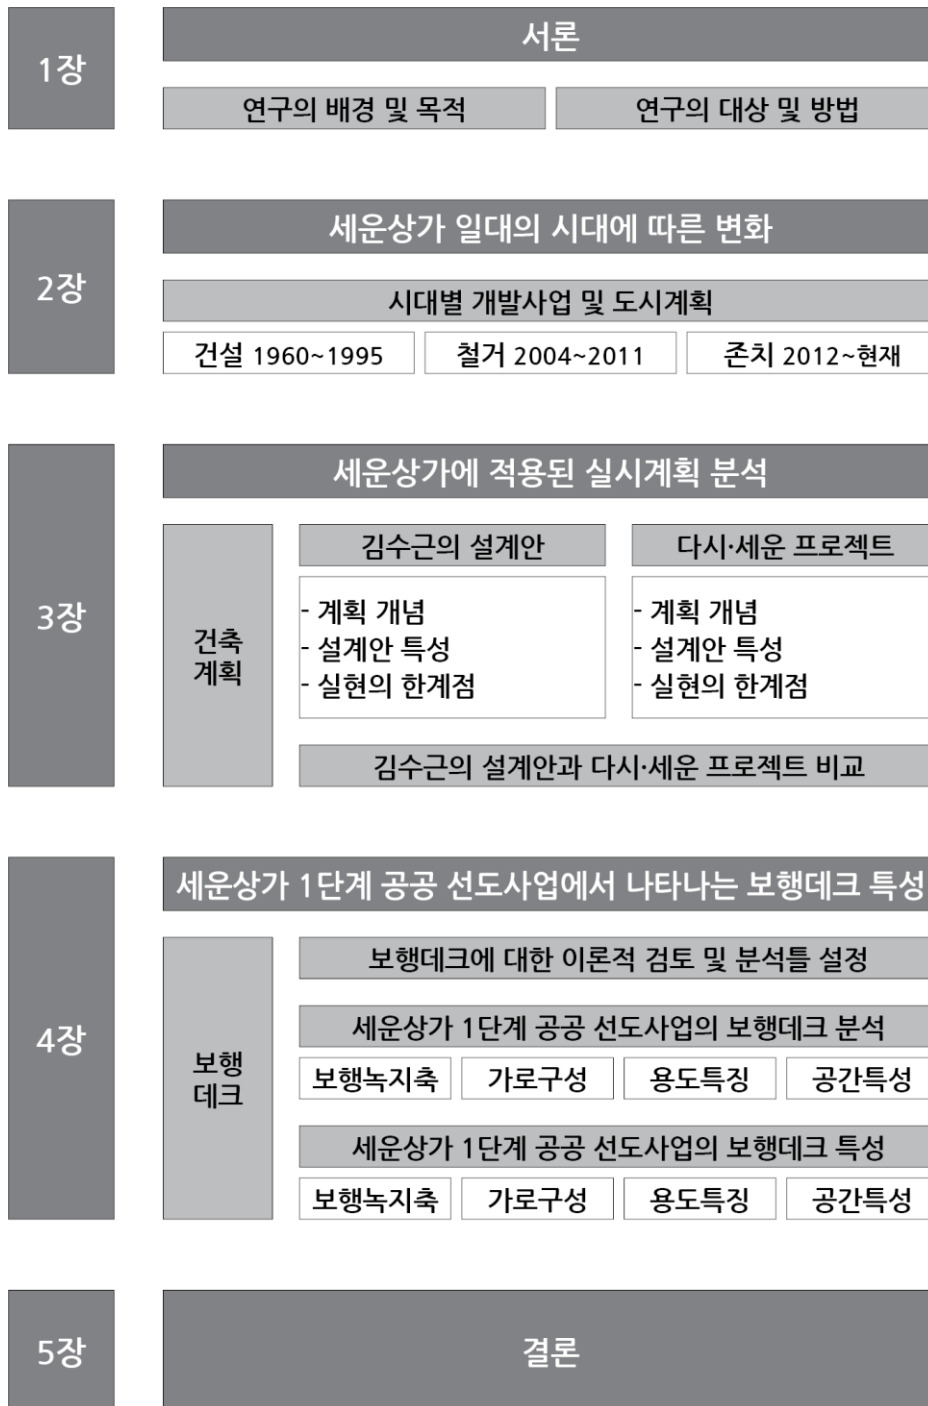 1장
서론
연구의 배경 및 목적
연구의 대상 및 방법
2장
세운상가 일대의 시대에 따른 변화
시대별 개발사업 및 도시계획
건설 1960~1995
철거 2004~2011
존치 2012~현재
3장
세운상가에 적용된 실시계획 분석
건축
계획
김수근의 설계안
- 계획 개념
- 설계안 특성
- 실현의 한계점
다시·세운 프로젝트
- 계획 개념
- 설계안 특성
- 실현의 한계점
김수근의 설계안과 다시·세운 프로젝트 비교
4장
세운상가 1단계 공공 선도사업에서 나타나는 보행데크 특성
보행
데크
보행데크에 대한 이론적 검토 및 분석틀 설정
세운상가 1단계 공공 선도사업의 보행데크 분석
보행녹지축
가로구성
용도특징
공간특성
세운상가 1단계 공공 선도사업의 보행데크 특성
보행녹지축
가로구성
용도특징
공간특성
5장
결론